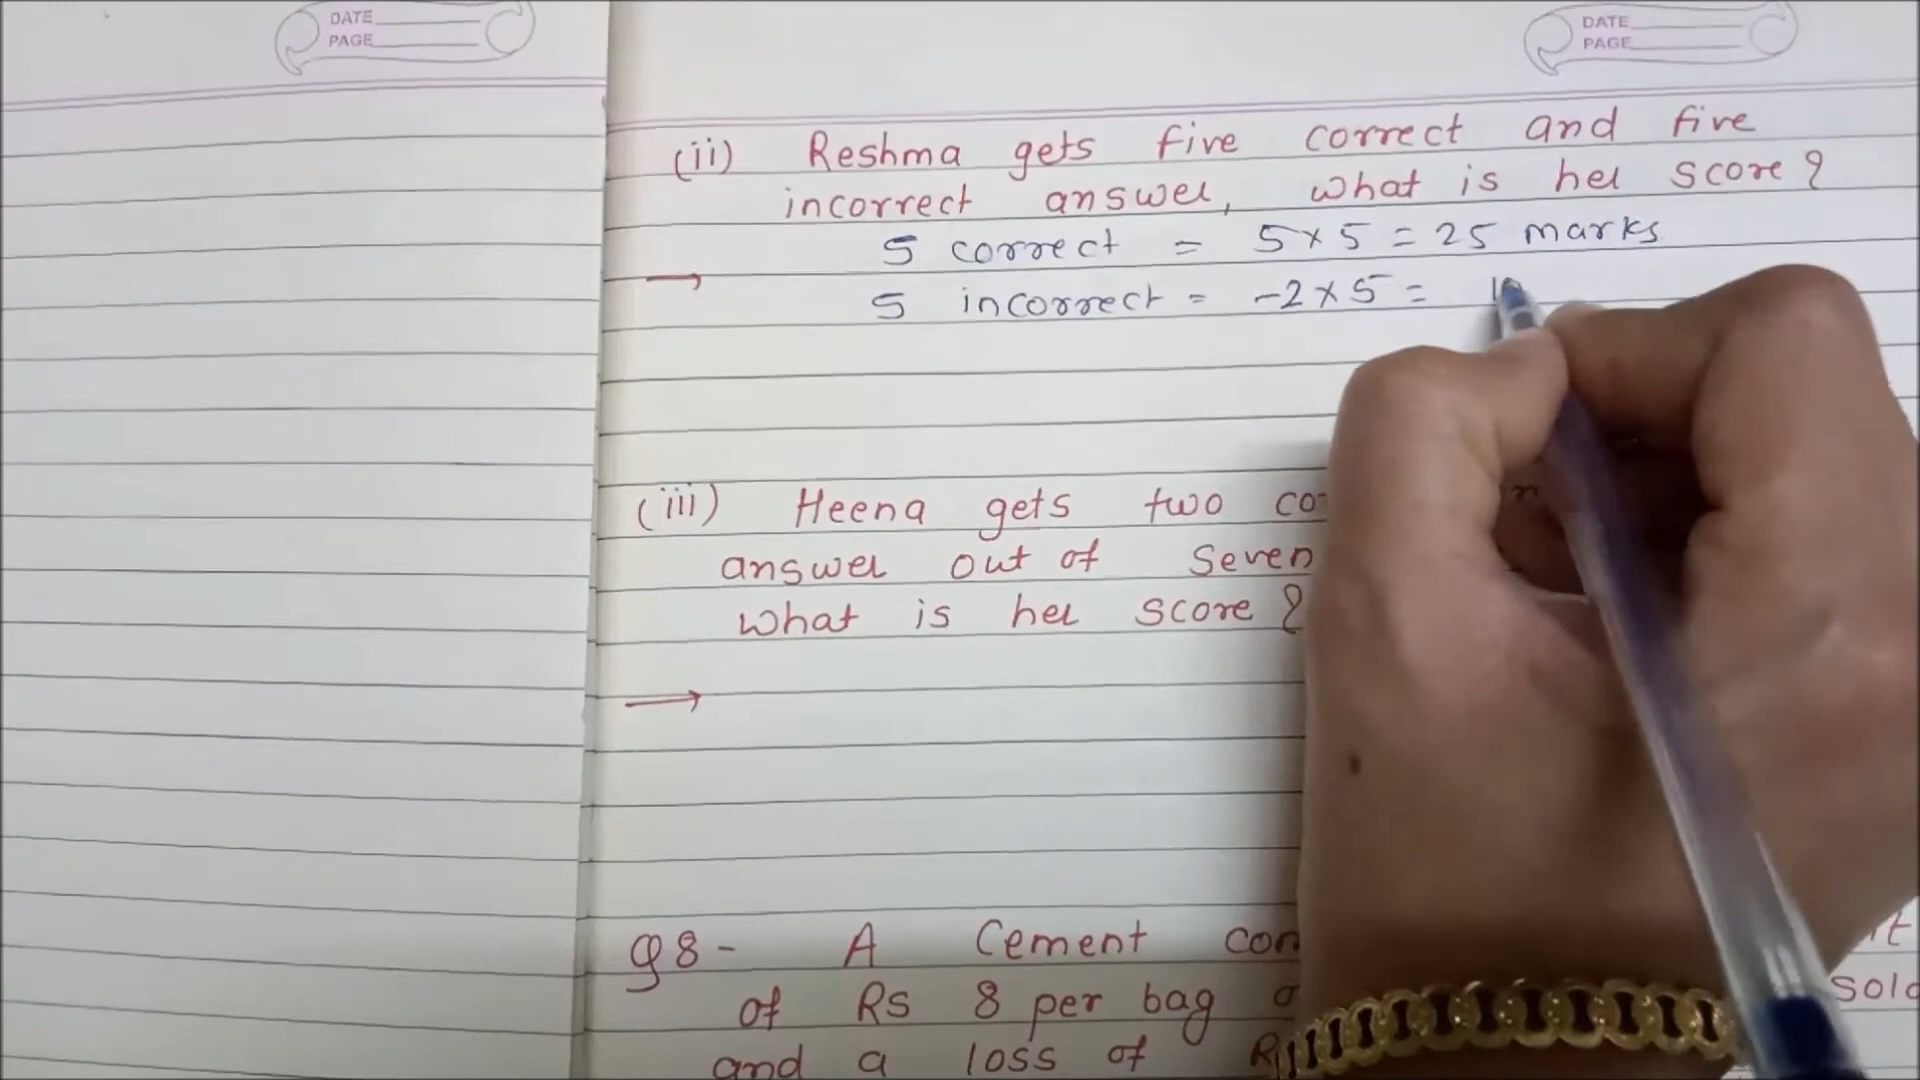 DATE
PAGE
DATE
PAGE
(ii) Reshma gets five correct and five
incorrect answer, what is her score?
5 correct = 5×5 = 25 marks
5 incorrect = -2×5 = 10
(iii) Heena gets two
answer out of seven
what is her score?
Q8- A Cement
of Rs 8 per bag
sold
and a loss of